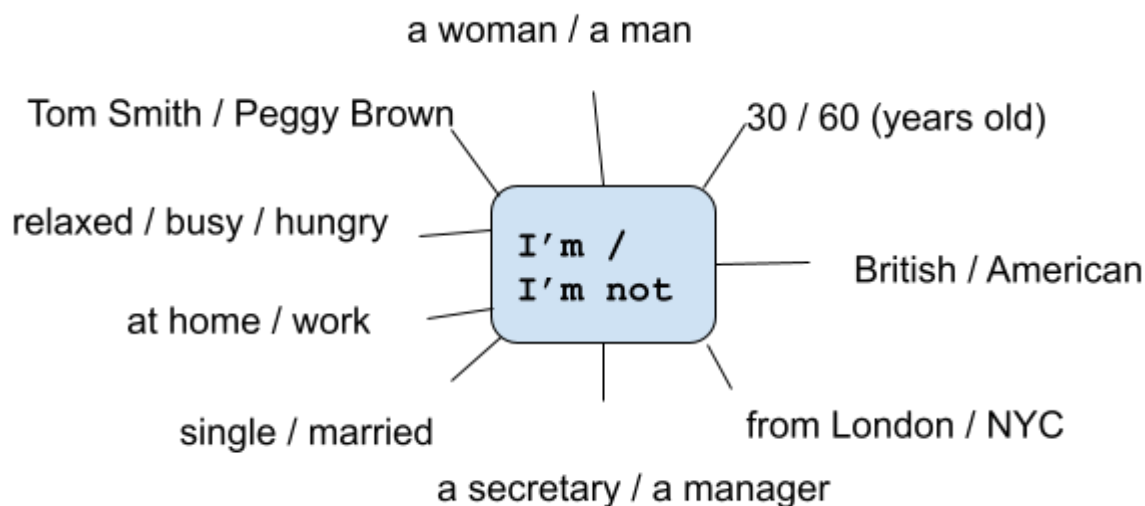 a woman / a man
Tom Smith / Peggy Brown
30 / 60 (years old)
relaxed / busy / hungry
I'm /
I'm not
British / American
at home / work
single / married
from London / NYC
a secretary / a manager